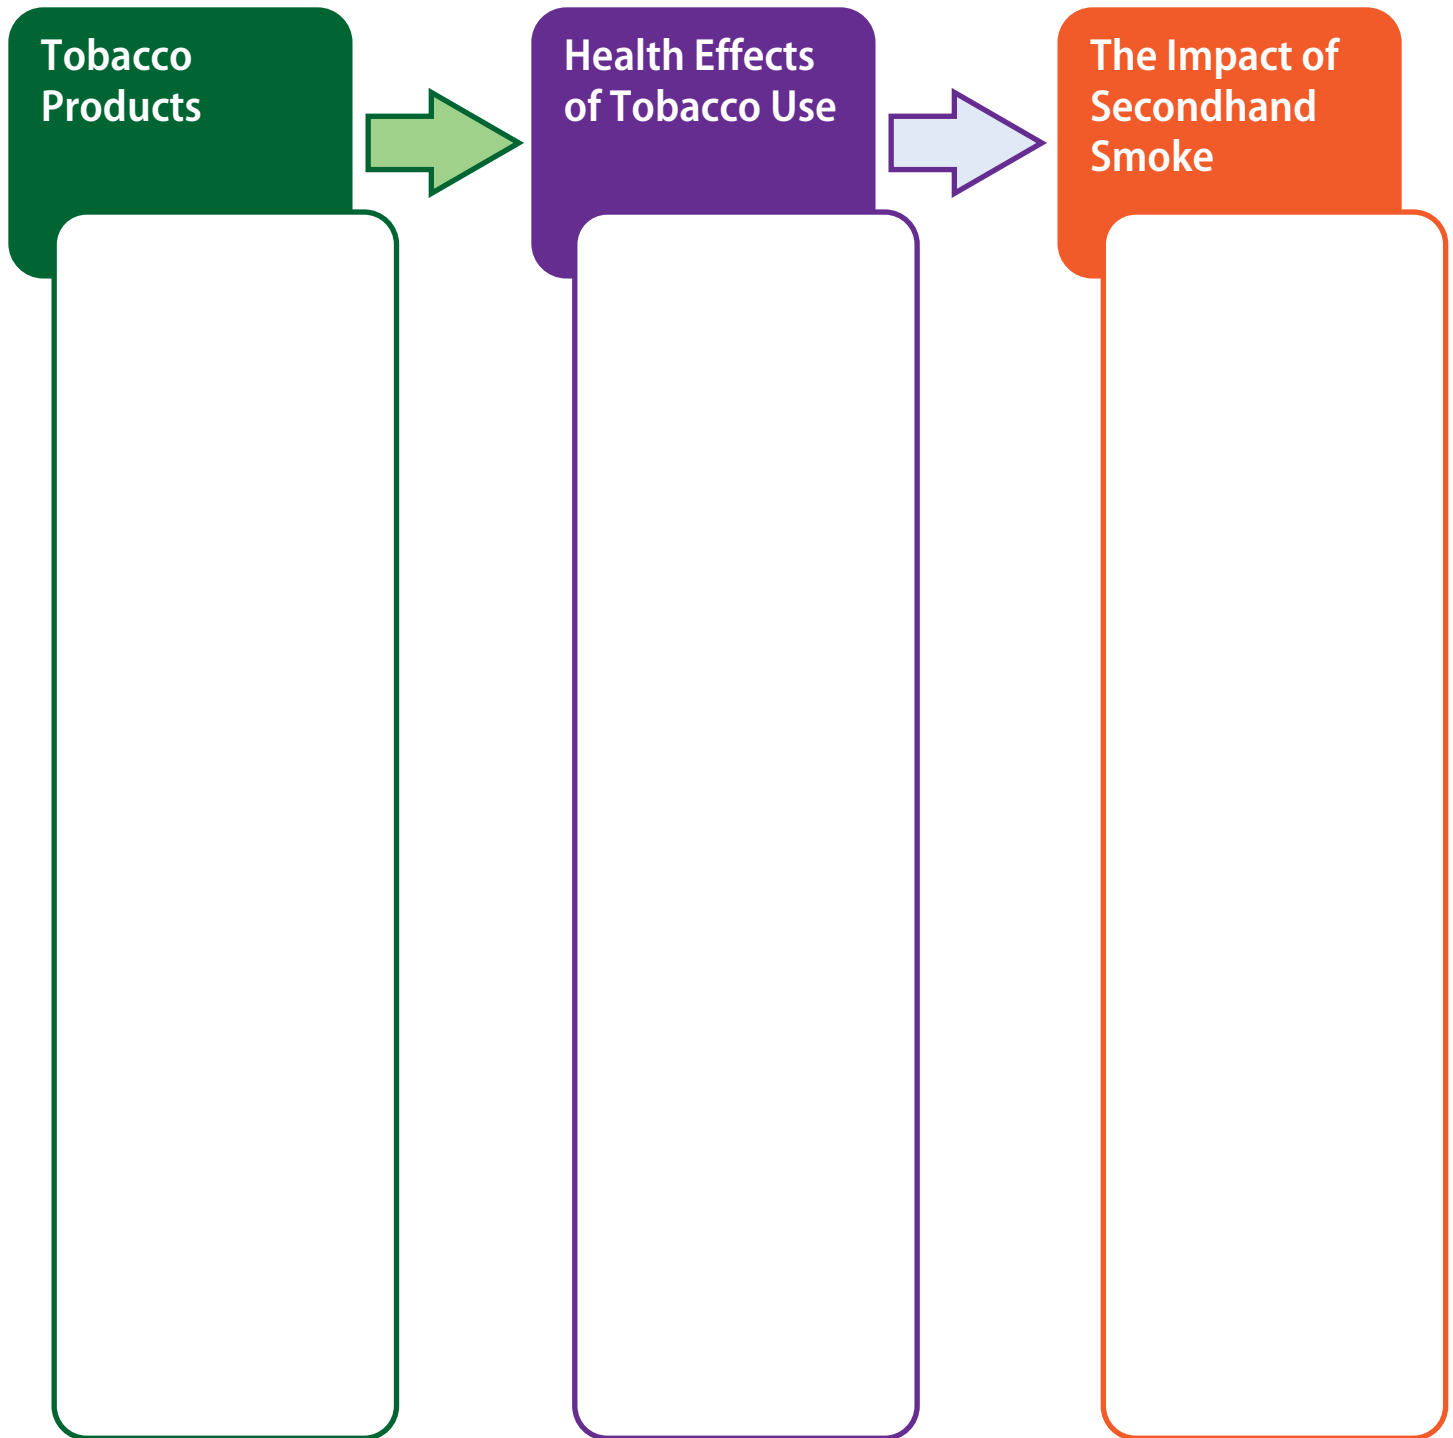 Tobacco
Products
Health Effects
of Tobacco Use
The Impact of
Secondhand
Smoke